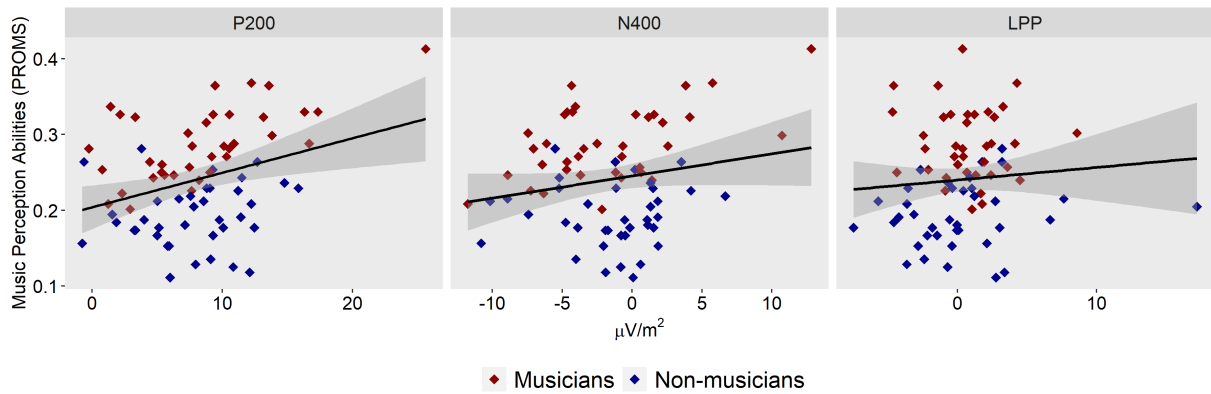 P200 N400 LPP
Music Perception Abilities (PROMS)
0.4
0.3
0.2
0.1
0 10 20 -10 -5 0 5 10 0 10
μV/m²
Musicians Non-musicians